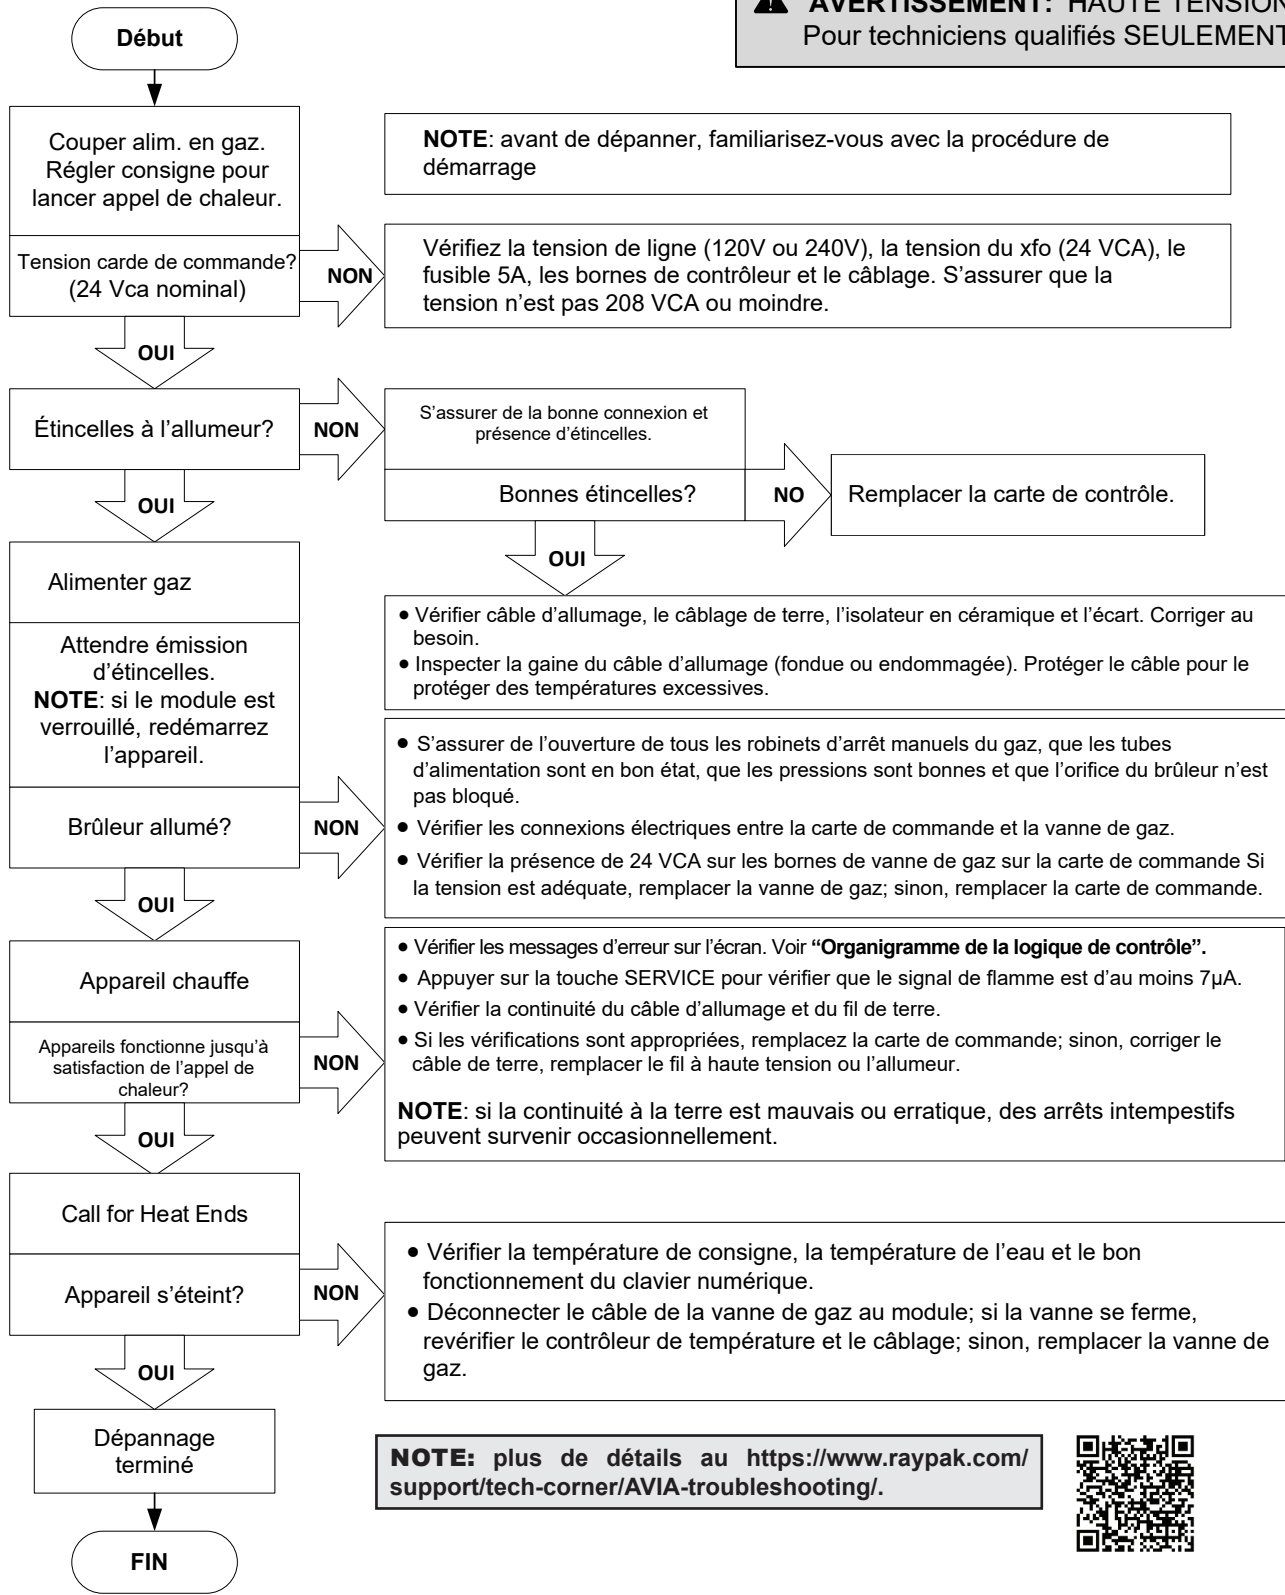 AVERTISSEMENT: HAUTE TENSION
Pour techniciens qualifiés SEULEMENT
Début
Couper alim. en gaz.
Régler consigne pour
lancer appel de chaleur.
NOTE: avant de dépanner, familiarisez-vous avec la procédure de
démarrage
Tension carde de commande?
(24 Vca nominal)
NON
Vérifiez la tension de ligne (120V ou 240V), la tension du xfo (24 VCA), le
fusible 5A, les bornes de contrôleur et le câblage. S’assurer que la
tension n’est pas 208 VCA ou moindre.
OUI
Étincelles à l’allumeur?
NON
S’assurer de la bonne connexion et
présence d’étincelles.
Bonnes étincelles?
NO
Remplacer la carte de contrôle.
OUI
OUI
Alimenter gaz
Attendre émission
d’étincelles.
NOTE: si le module est
verrouillé, redémarrez
l’appareil.
• Vérifier câble d’allumage, le câblage de terre, l’isolateur en céramique et l’écart. Corriger au
besoin.
• Inspecter la gaine du câble d’allumage (fondue ou endommagée). Protéger le câble pour le
protéger des températures excessives.
Brûleur allumé?
NON
• S’assurer de l’ouverture de tous les robinets d’arrêt manuels du gaz, que les tubes
d’alimentation sont en bon état, que les pressions sont bonnes et que l’orifice du brûleur n’est
pas bloqué.
• Vérifier les connexions électriques entre la carte de commande et la vanne de gaz.
• Vérifier la présence de 24 VCA sur les bornes de vanne de gaz sur la carte de commande Si
la tension est adéquate, remplacer la vanne de gaz; sinon, remplacer la carte de commande.
OUI
Appareil chauffe
Appareils fonctionne jusqu’à
satisfaction de l’appel de
chaleur?
NON
• Vérifier les messages d’erreur sur l’écran. Voir “Organigramme de la logique de contrôle”.
• Appuyer sur la touche SERVICE pour vérifier que le signal de flamme est d’au moins 7µA.
• Vérifier la continuité du câble d’allumage et du fil de terre.
• Si les vérifications sont appropriées, remplacez la carte de commande; sinon, corriger le
câble de terre, remplacer le fil à haute tension ou l’allumeur.
NOTE: si la continuité à la terre est mauvais ou erratique, des arrêts intempestifs
peuvent survenir occasionnellement.
OUI
Call for Heat Ends
Appareil s’éteint?
NON
• Vérifier la température de consigne, la température de l’eau et le bon
fonctionnement du clavier numérique.
• Déconnecter le câble de la vanne de gaz au module; si la vanne se ferme,
revérifier le contrôleur de température et le câblage; sinon, remplacer la vanne de
gaz.
OUI
Dépannage
terminé
NOTE: plus de détails au https://www.raypak.com/
support/tech-corner/AVIA-troubleshooting/.
FIN